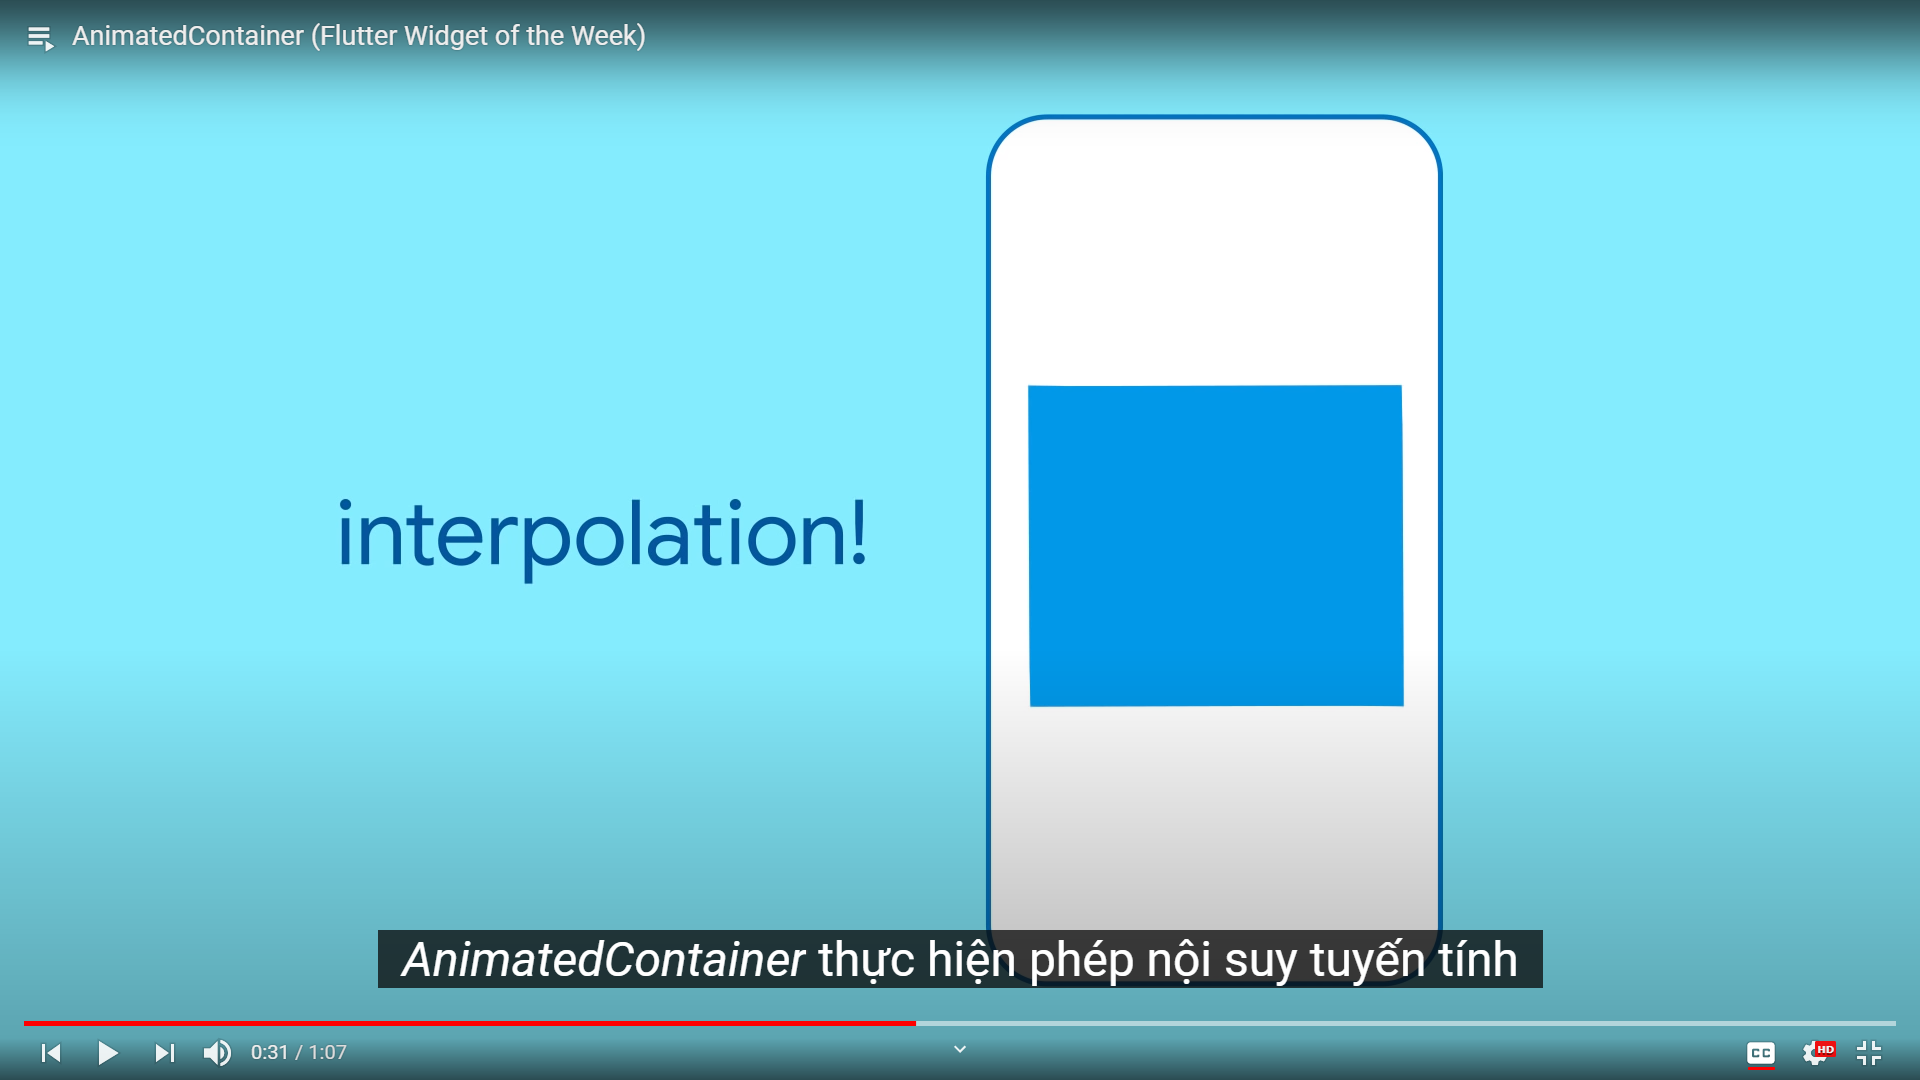 AnimatedContainer (Flutter Widget of the Week)
interpolation!
AnimatedContainer thực hiện phép nội suy tuyến tính
0:31 / 1:07
CC
HD